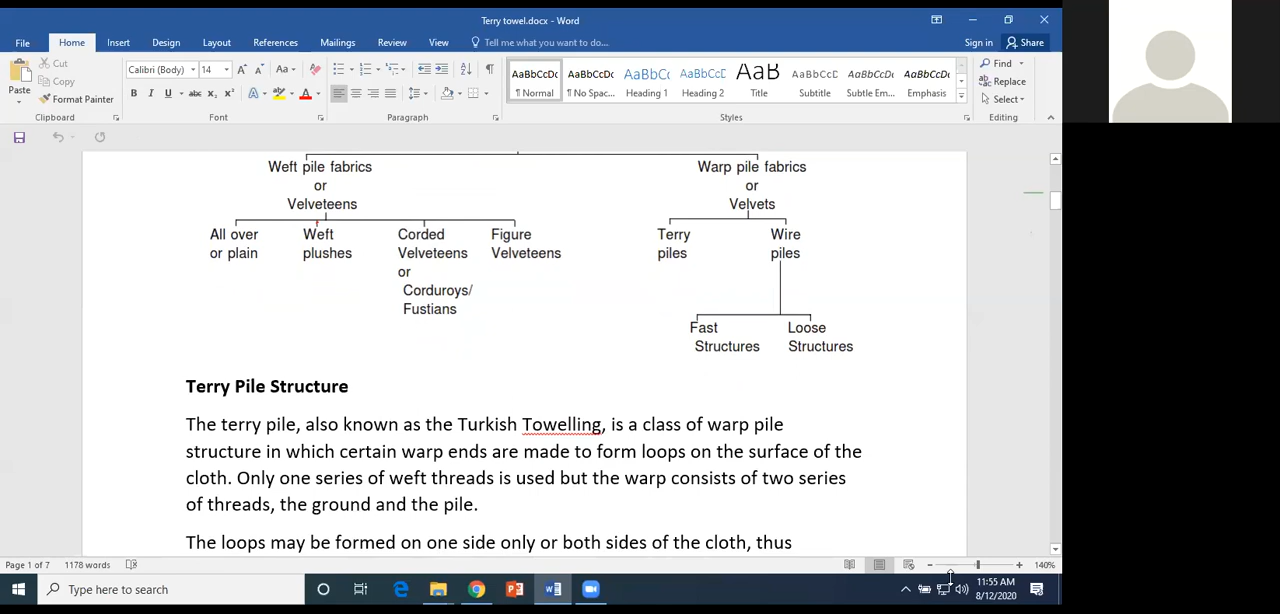 Terry towel.docx - Word
File Home Insert Design Layout References Mailings Review View Tell me what you want to do... Sign in Share
Paste Cut Copy Format Painter
Calibri (Body) 14
AaBbCcDc ¶ Normal
AaBbCcDc ¶ No Spac...
AaBbCc Heading 1
AaBbCcC Heading 2
AaB Title
AaBbCcC Subtitle
AaBbCcDc Subtle Em...
AaBbCcDc Emphasis
Find
Replace
Select
Clipboard Font Paragraph Styles Editing
Weft pile fabrics
or
Velveteens
Warp pile fabrics
or
Velvets
All over
or plain
Weft
plushes
Corded
Velveteens
or
Corduroys/
Fustians
Figure
Velveteens
Terry
piles
Wire
piles
Fast
Structures
Loose
Structures
Terry Pile Structure
The terry pile, also known as the Turkish Towelling, is a class of warp pile
structure in which certain warp ends are made to form loops on the surface of the
cloth. Only one series of weft threads is used but the warp consists of two series
of threads, the ground and the pile.
The loops may be formed on one side only or both sides of the cloth, thus
Page 1 of 7 1178 words 140%
Type here to search
11:55 AM
8/12/2020